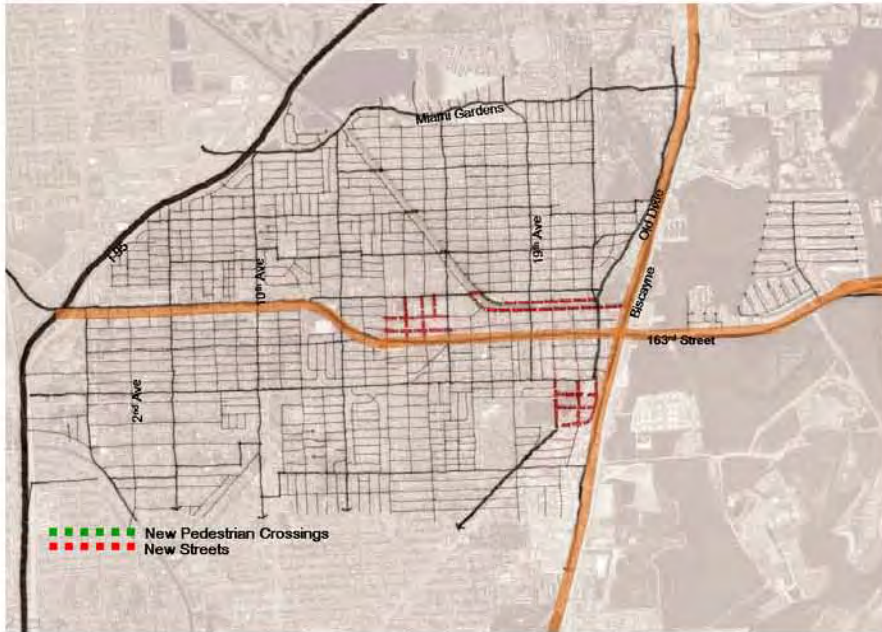 Miami Gardens
Old Dixie
19th Ave
10th Ave
I-95
Biscayne
163rd Street
2nd Ave
New Pedestrian Crossings
New Streets